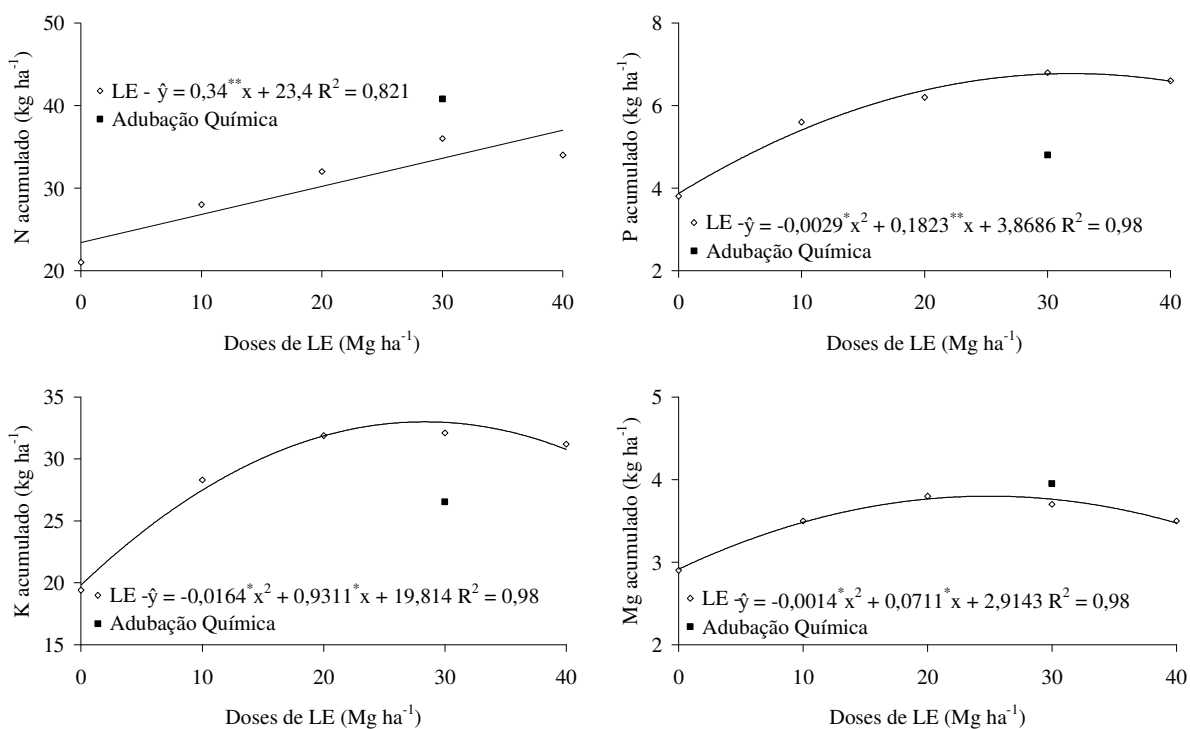 50
40
30
20
N acumulado (kg ha⁻¹)
LE - ŷ = 0,34**x + 23,4 R² = 0,821
Adubação Química
0 10 20 30 40
Doses de LE (Mg ha⁻¹)
8
6
4
2
P acumulado (kg ha⁻¹)
LE -ŷ = -0,0029*x² + 0,1823**x + 3,8686 R² = 0,98
Adubação Química
0 10 20 30 40
Doses de LE (Mg ha⁻¹)
35
30
25
20
15
K acumulado (kg ha⁻¹)
LE -ŷ = -0,0164*x² + 0,9311*x + 19,814 R² = 0,98
Adubação Química
0 10 20 30 40
Doses de LE (Mg ha⁻¹)
5
4
3
2
Mg acumulado (kg ha⁻¹)
LE -ŷ = -0,0014*x² + 0,0711*x + 2,9143 R² = 0,98
Adubação Química
0 10 20 30 40
Doses de LE (Mg ha⁻¹)